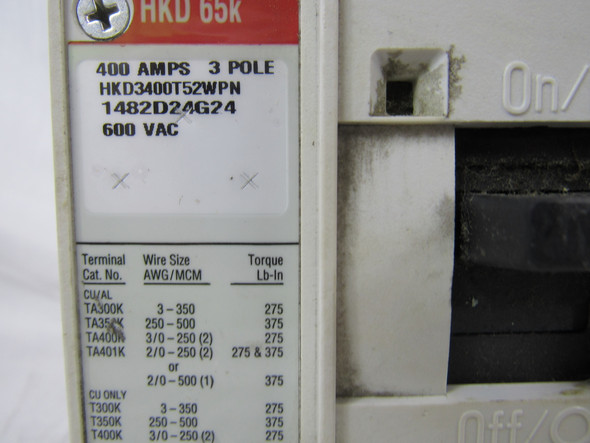 HKD 65k
400 AMPS 3 POLE
HKD3400T52WPN
1482D24G24
600 VAC
On/
Terminal Wire Size Torque
Cat. No. AWG/MCM Lb-In
CU/AL
TA300K 3 – 350 275
TA350K 250 – 500 375
TA400K 3/0 – 250 (2) 275
TA401K 2/0 – 250 (2) 275 & 375
or
2/0 – 500 (1) 375
CU ONLY
T300K 3 – 350 275
T350K 250 – 500 375
T400K 3/0 – 250 (2) 275
Off/O